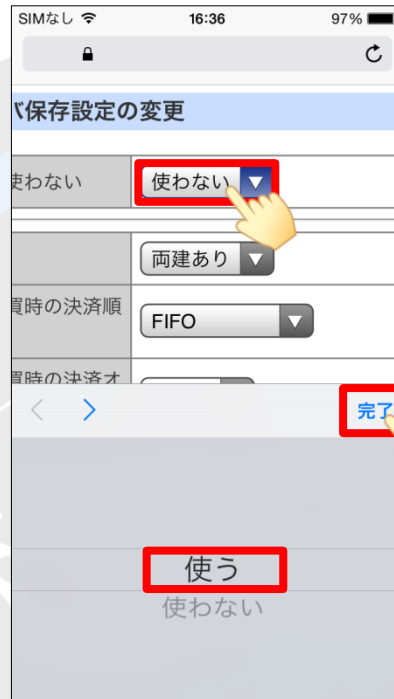 SIMなし 16:36 97%
バ保存設定の変更
使わない 使わない
両建あり
買時の決済順 FIFO
買時の決済オ
完了
使う
使わない